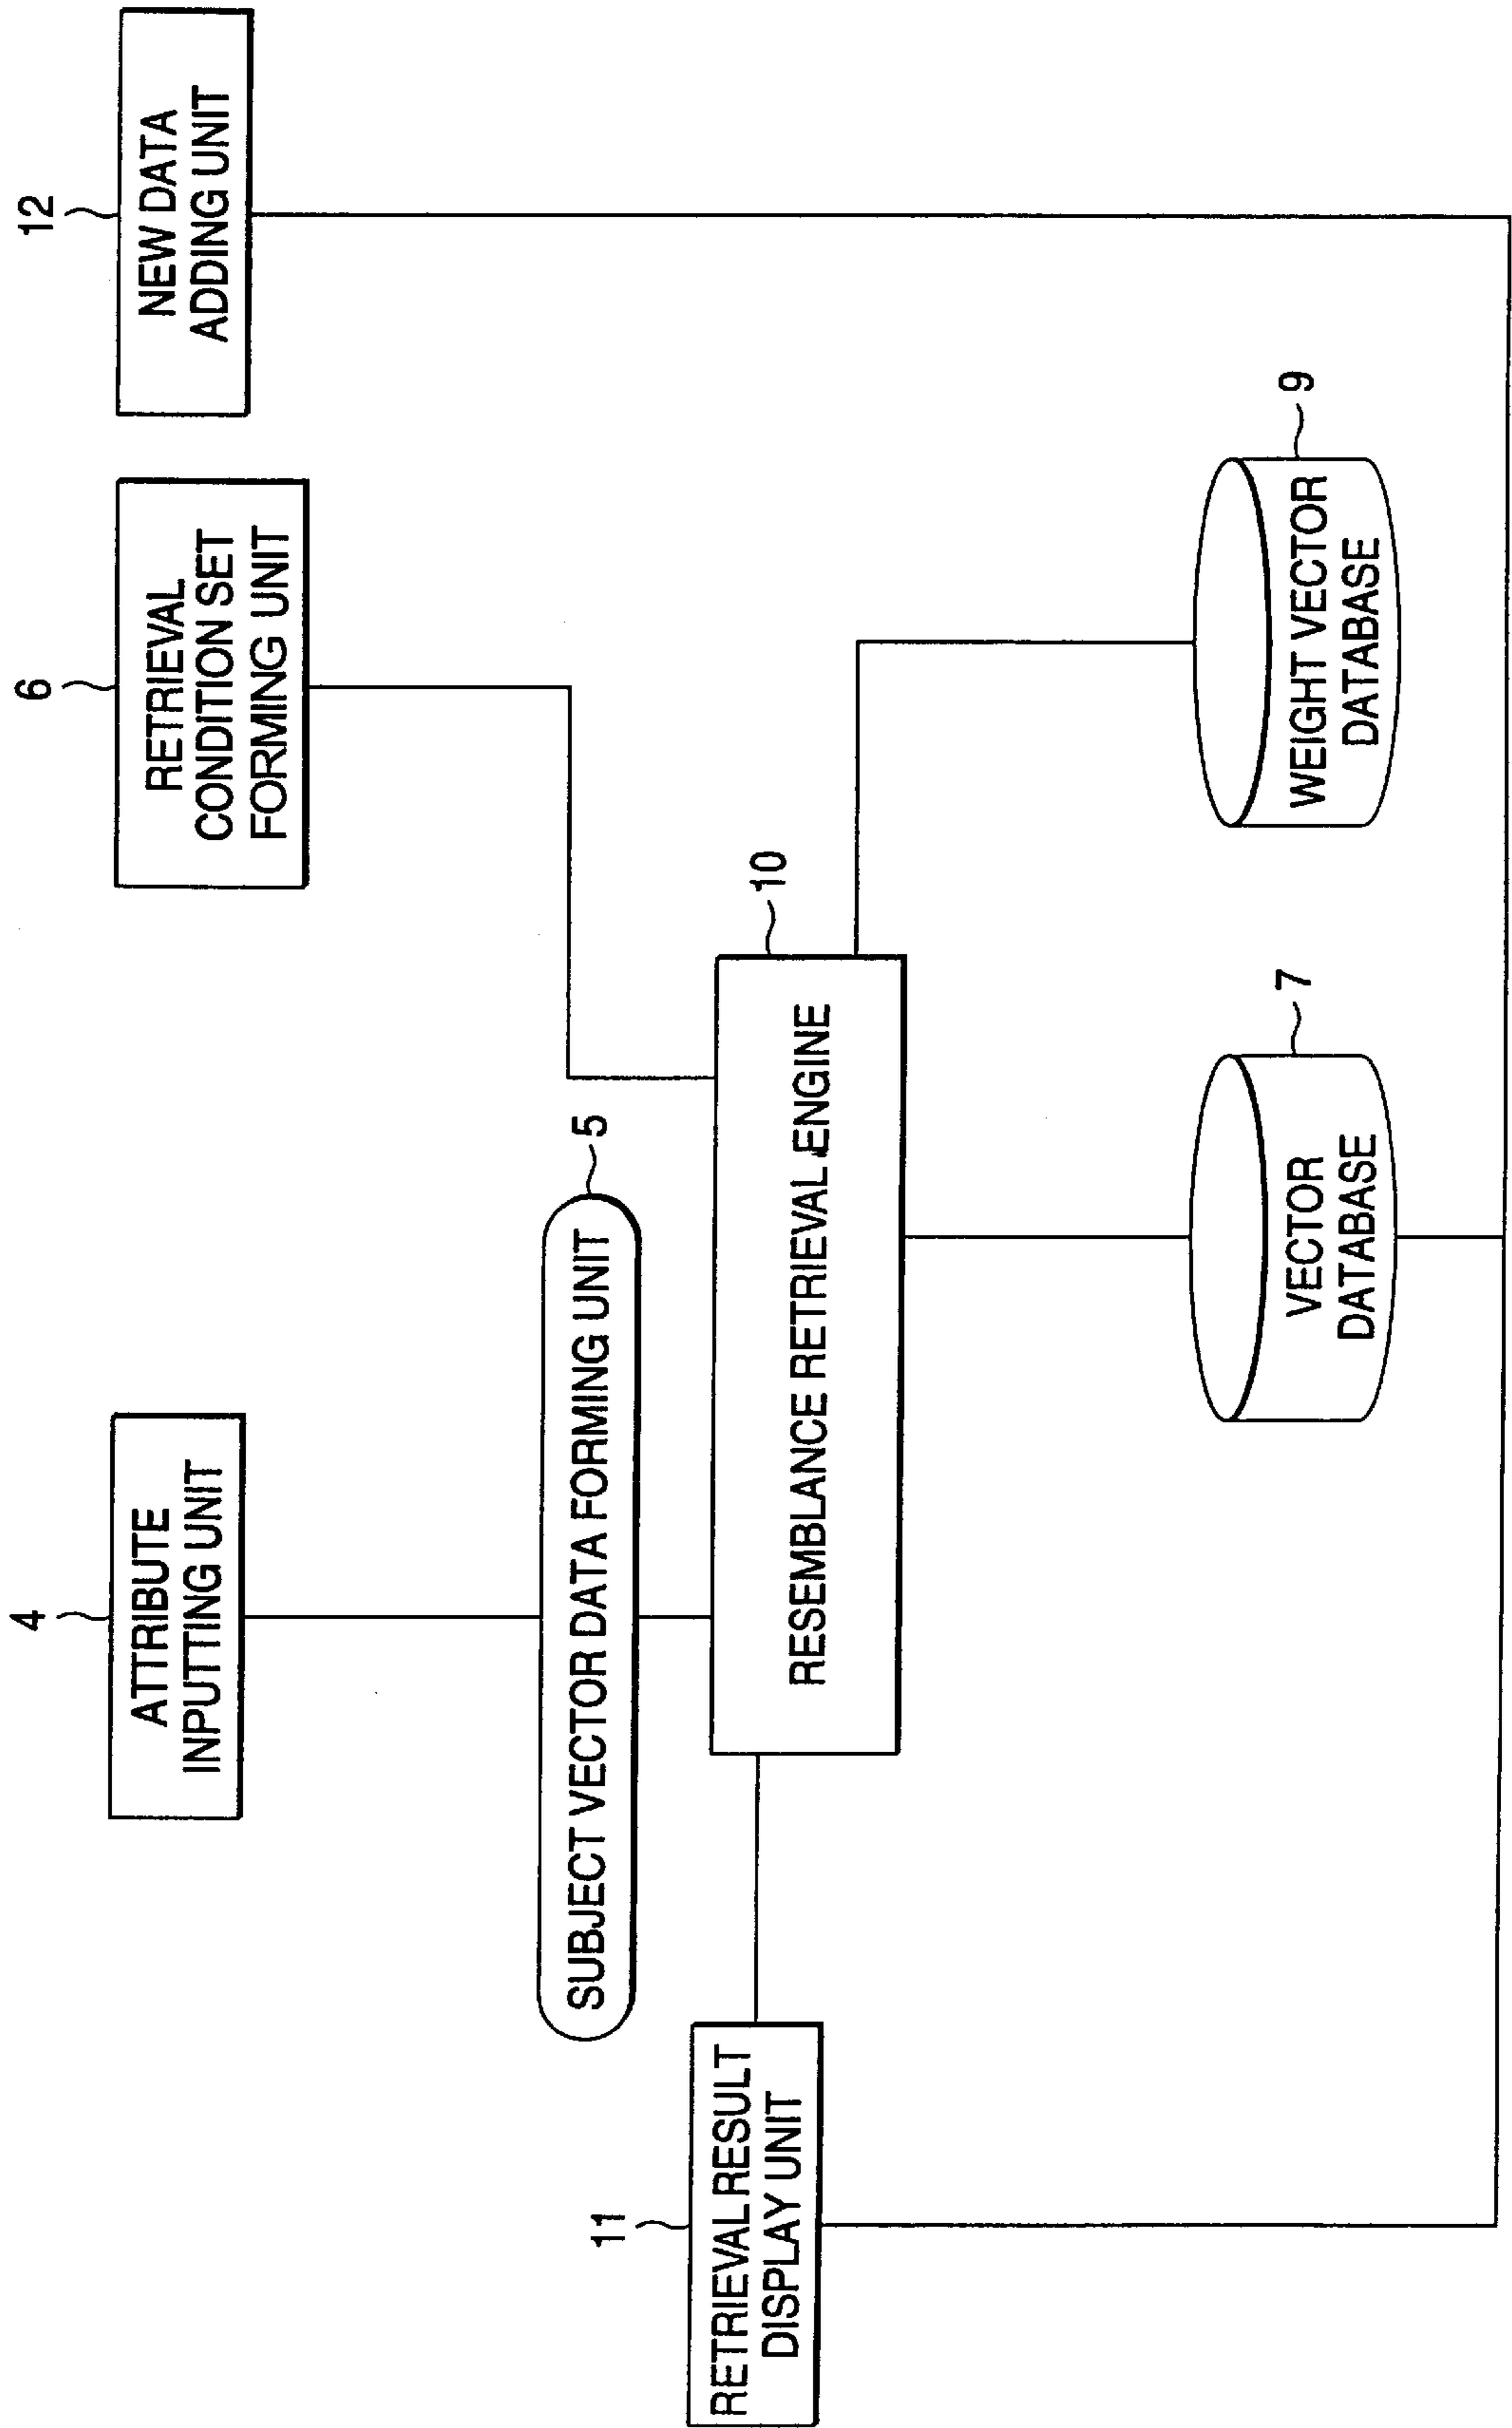 4
ATTRIBUTE
INPUTTING UNIT
6
RETRIEVAL
CONDITION SET
FORMING UNIT
12
NEW DATA
ADDING UNIT
5
SUBJECT VECTOR DATA FORMING UNIT
11
RETRIEVAL RESULT
DISPLAY UNIT
10
RESEMBLANCE RETRIEVAL ENGINE
7
VECTOR
DATABASE
9
WEIGHT VECTOR
DATABASE